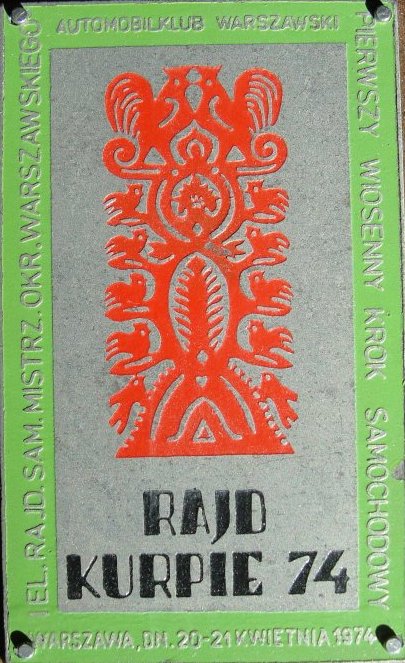 AUTOMOBILKLUB WARSZAWSKI
I EL. RAJD. SAM. MISTRZ. OKR. WARSZAWSKIEGO
PIERWSZY WIOSENNY KROK SAMOCHODOWY
RAJD
KURPIE 74
WARSZAWA, DN. 20-21 KWIETNIA 1974